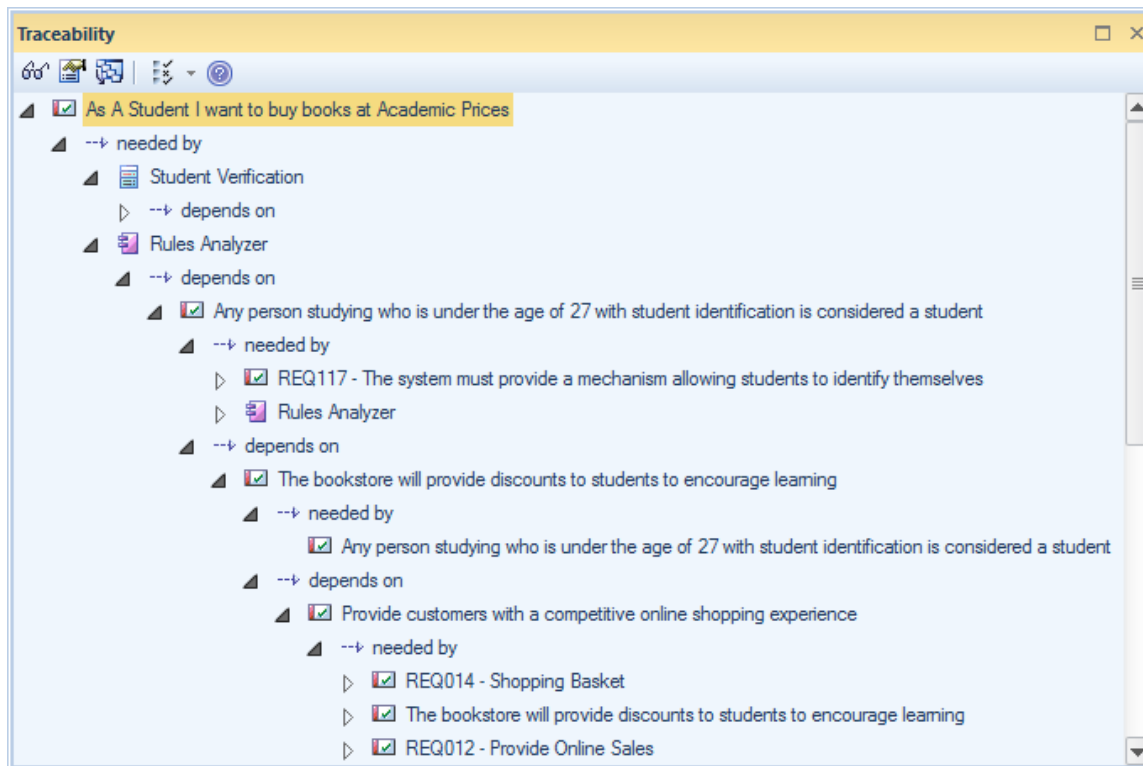 Traceability
As A Student I want to buy books at Academic Prices
needed by
Student Verification
depends on
Rules Analyzer
depends on
Any person studying who is under the age of 27 with student identification is considered a student
needed by
REQ117 - The system must provide a mechanism allowing students to identify themselves
Rules Analyzer
depends on
The bookstore will provide discounts to students to encourage learning
needed by
Any person studying who is under the age of 27 with student identification is considered a student
depends on
Provide customers with a competitive online shopping experience
needed by
REQ014 - Shopping Basket
The bookstore will provide discounts to students to encourage learning
REQ012 - Provide Online Sales